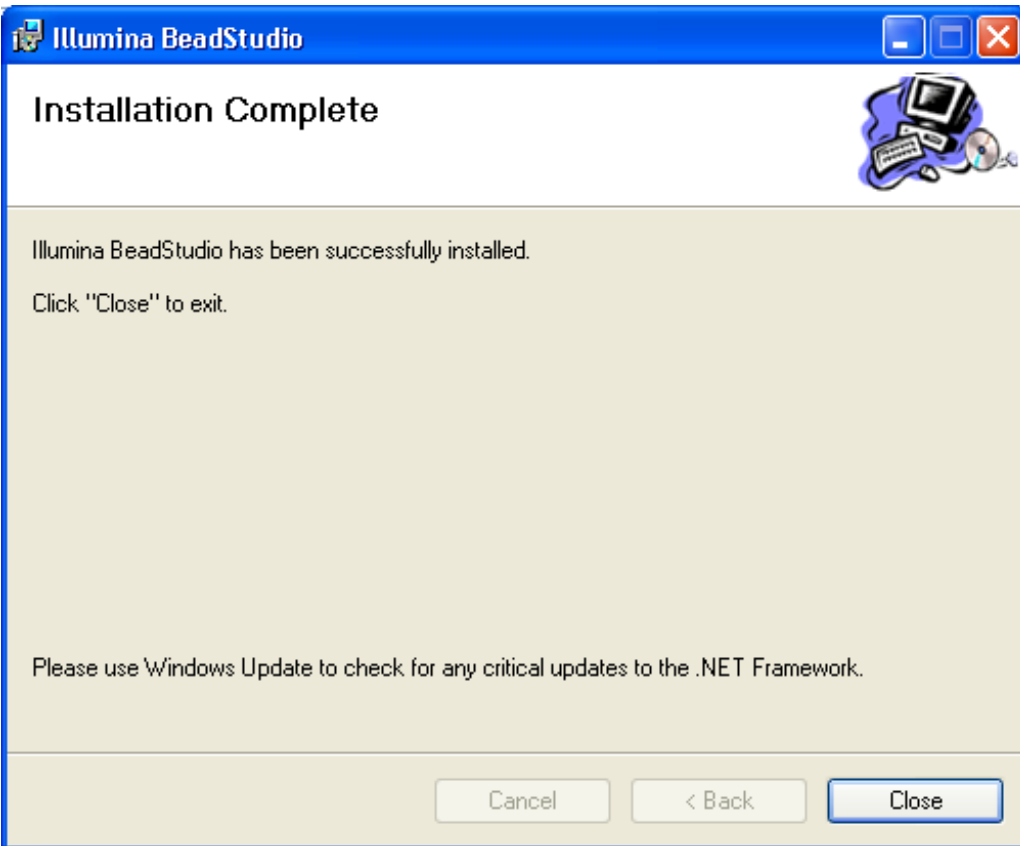 Illumina BeadStudio
Installation Complete
Illumina BeadStudio has been successfully installed.
Click "Close" to exit.
Please use Windows Update to check for any critical updates to the .NET Framework.
Cancel
< Back
Close